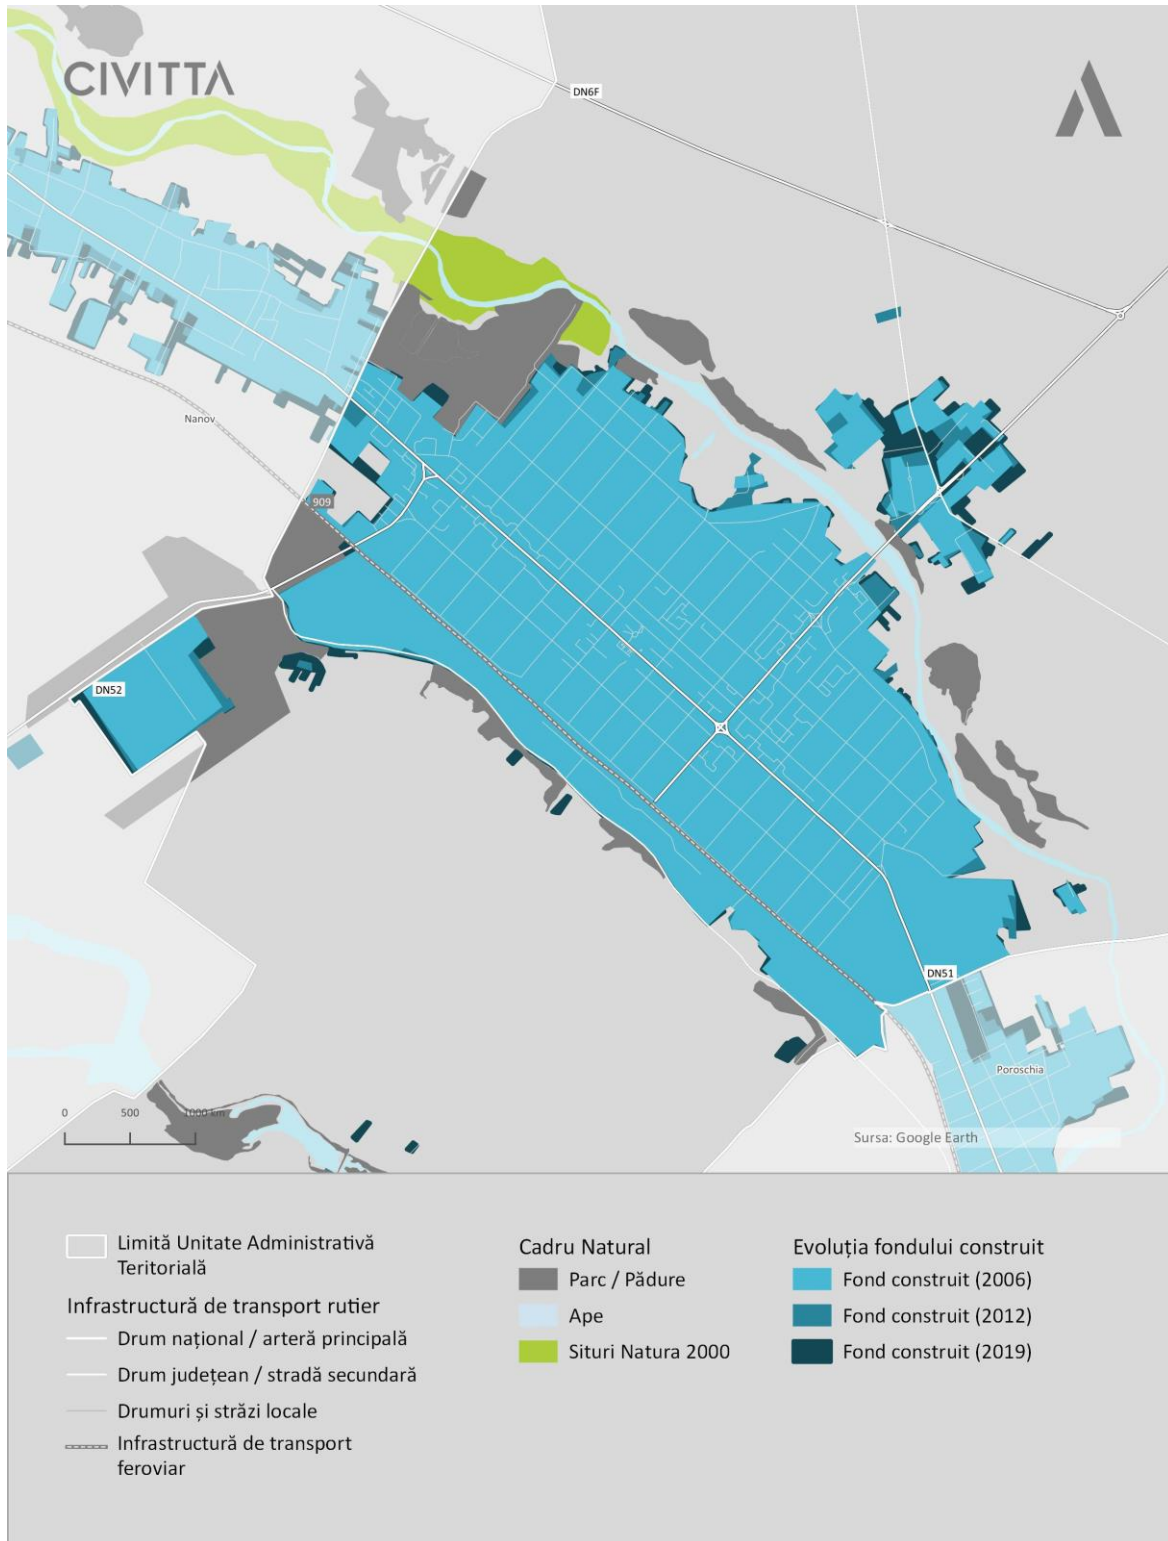 CIVITTA
DN6F
Nanov
909
DN52
DN51
Poroschia
0 500 1000 km
Sursa: Google Earth
Limită Unitate Administrativă
Teritorială
Infrastructură de transport rutier
Drum național / arteră principală
Drum județean / stradă secundară
Drumuri și străzi locale
Infrastructură de transport
feroviar
Cadru Natural
Parc / Pădure
Ape
Situri Natura 2000
Evoluția fondului construit
Fond construit (2006)
Fond construit (2012)
Fond construit (2019)